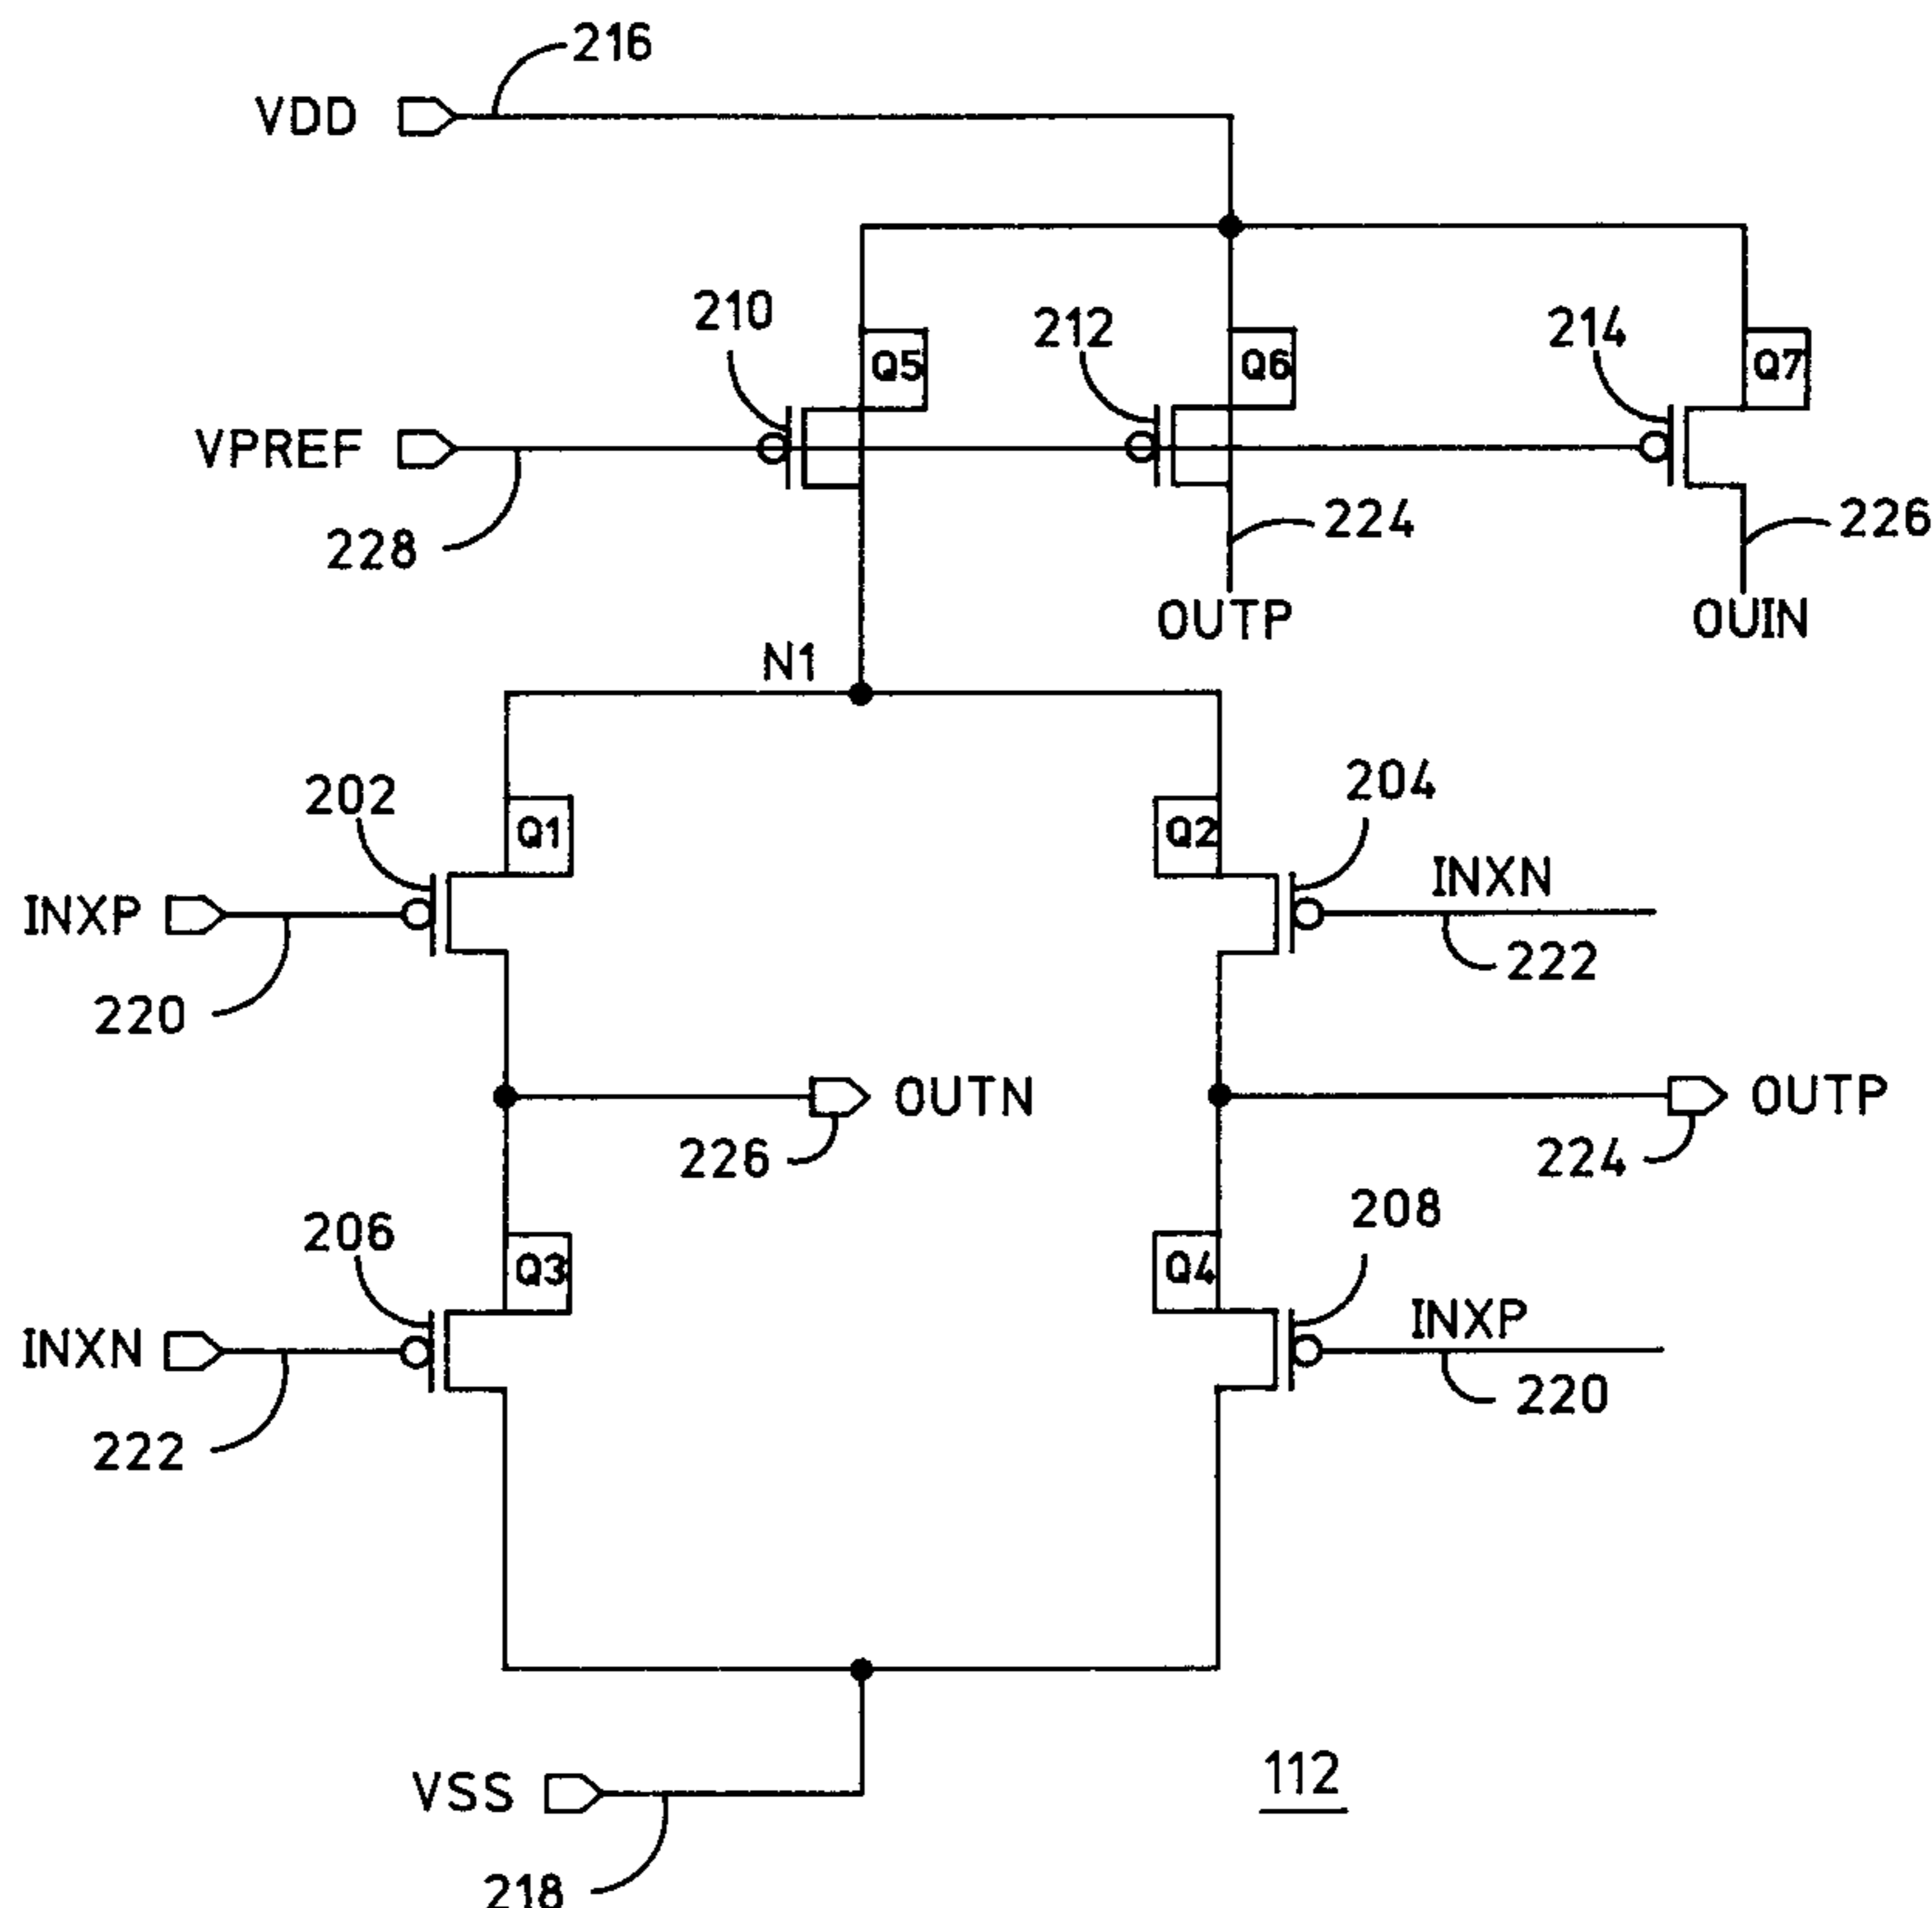 216
VDD
210
212
214
Q5
Q6
Q7
VPREF
228
224
226
OUTP
OUIN
N1
202
204
Q1
Q2
INXP
INXN
220
222
OUTN
OUTP
226
224
206
208
Q3
Q4
INXN
INXP
222
220
VSS
112
218